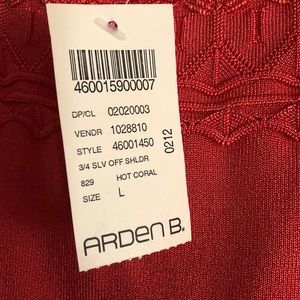 460015900007
DP/CL 02020003
VENDR 1028810
STYLE 46001450
3/4 SLV OFF SHLDR
829 HOT CORAL
SIZE L
0212
ARDEN B.